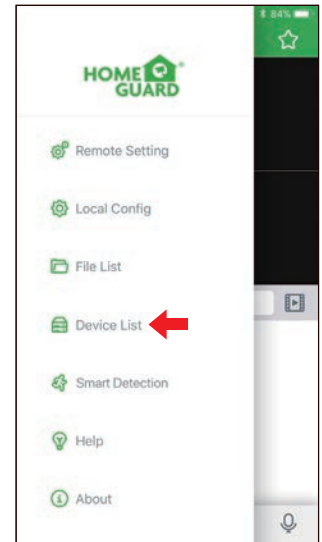 84%
HOME
GUARD
Remote Setting
Local Config
File List
Device List
Smart Detection
Help
About